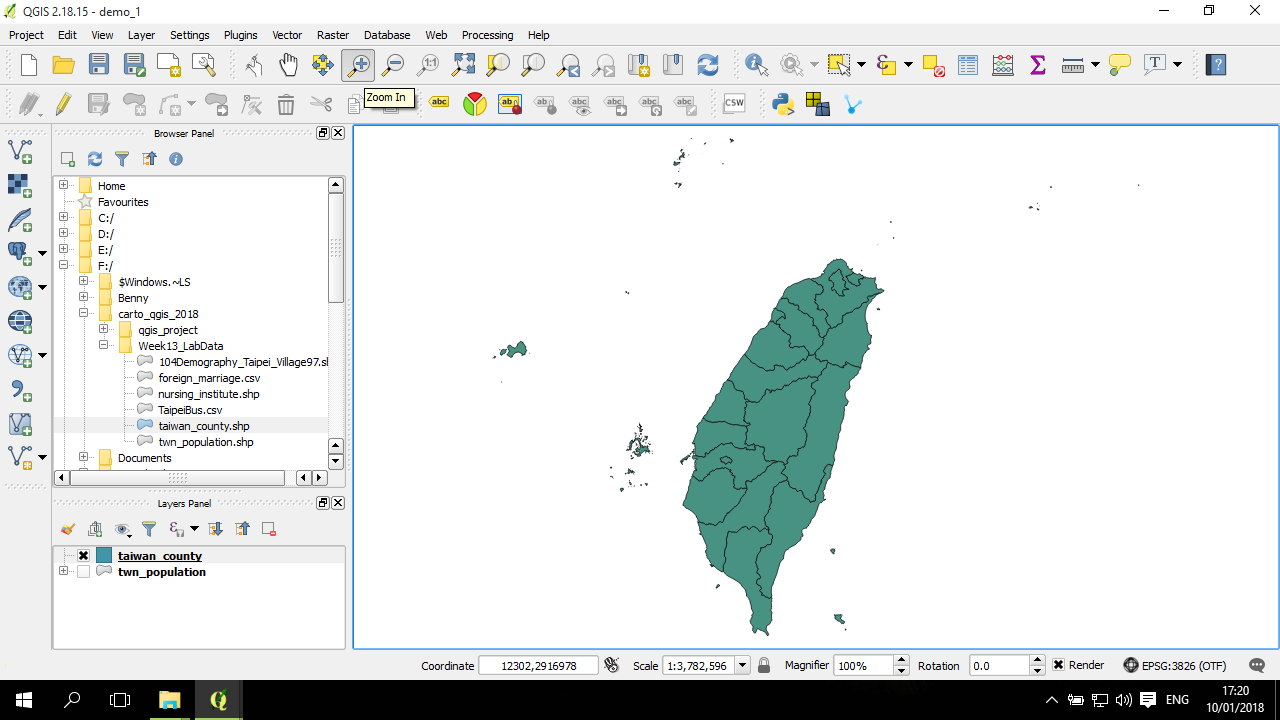 QGIS 2.18.15 - demo_1
Project Edit View Layer Settings Plugins Vector Raster Database Web Processing Help
1:1
Zoom In
abc
CSW
Browser Panel
Home
Favourites
C:/
D:/
E:/
F:/
$Windows.~LS
Benny
carto_qgis_2018
qgis_project
Week13_LabData
104Demography_Taipei_Village97.sh
foreign_marriage.csv
nursing_institute.shp
TaipeiBus.csv
taiwan_county.shp
twn_population.shp
Documents
Layers Panel
taiwan_county
twn_population
Coordinate 12302,2916978 Scale 1:3,782,596 Magnifier 100% Rotation 0.0 Render EPSG:3826 (OTF)
ENG
17:20
10/01/2018